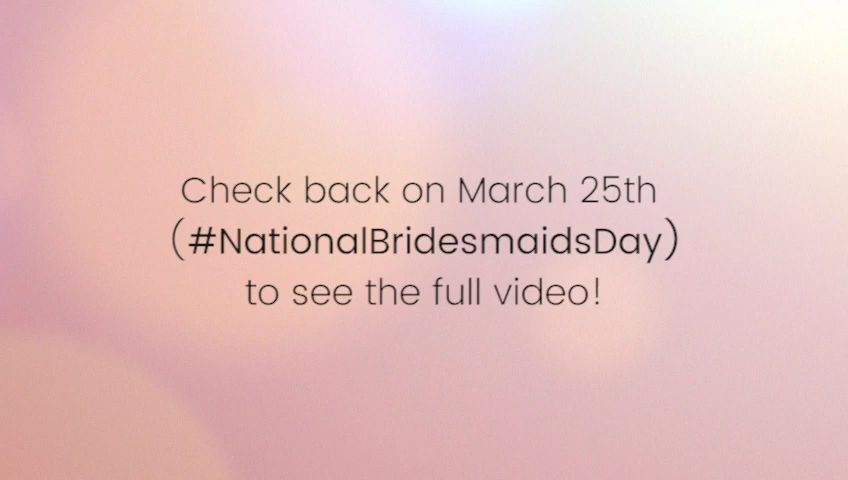 Check back on March 25th
(#NationalBridesmaidsDay)
to see the full video!